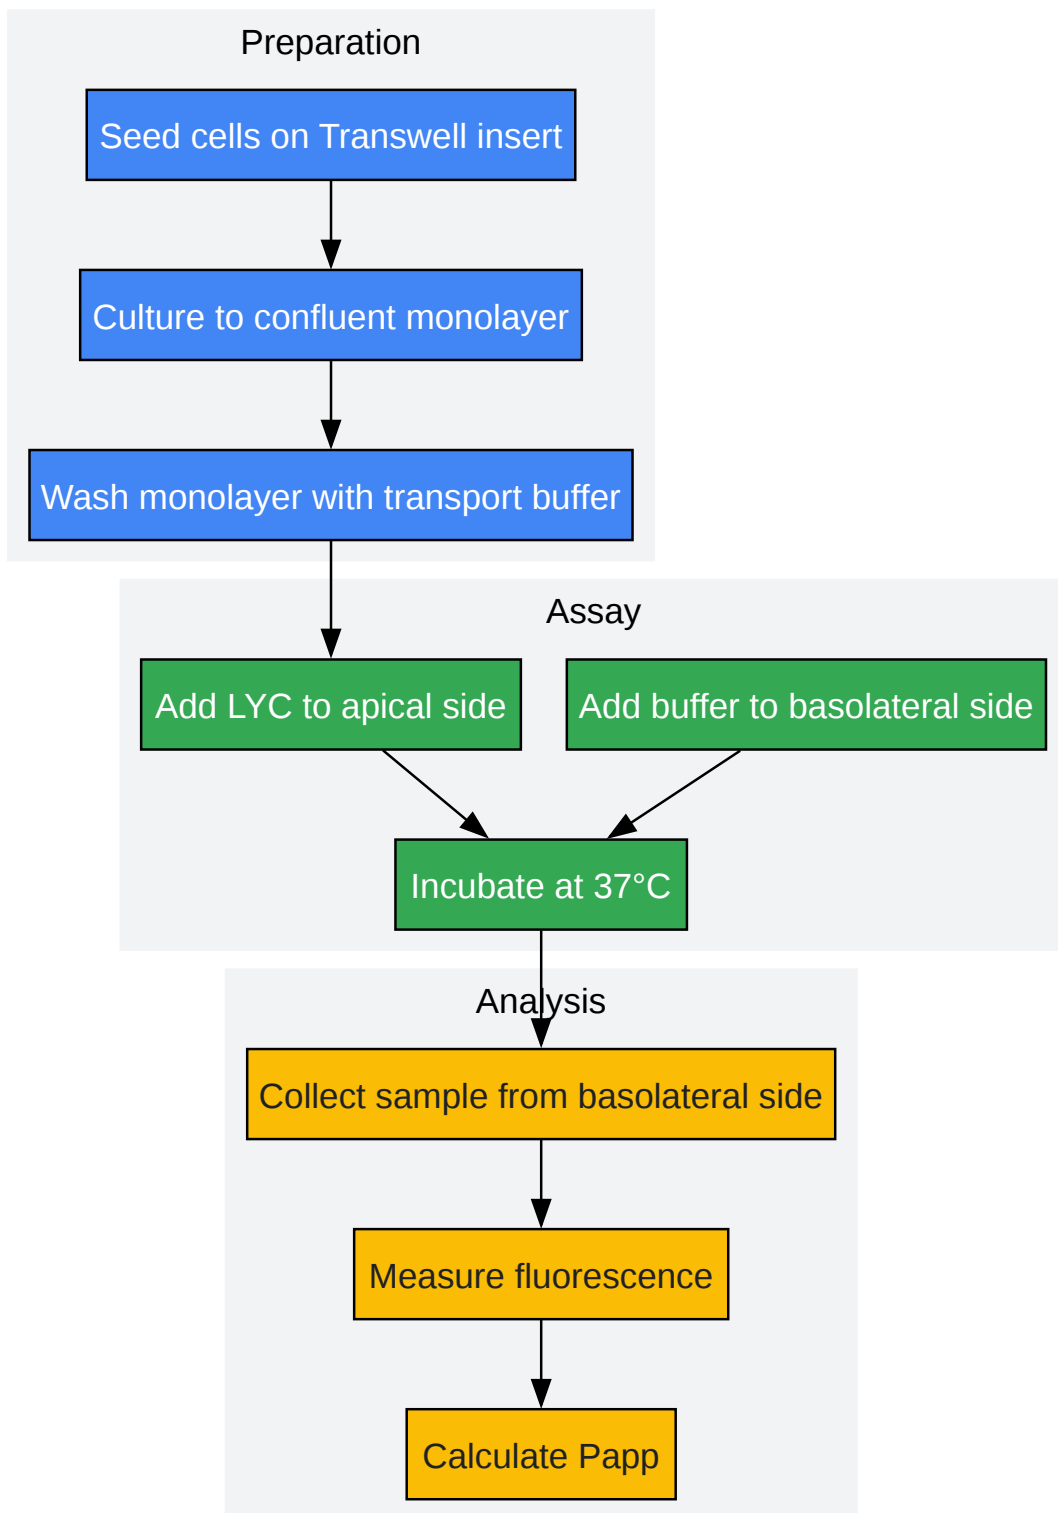 Preparation
Seed cells on Transwell insert
Culture to confluent monolayer
Wash monolayer with transport buffer
Assay
Add LYC to apical side
Add buffer to basolateral side
Incubate at 37°C
Analysis
Collect sample from basolateral side
Measure fluorescence
Calculate Papp